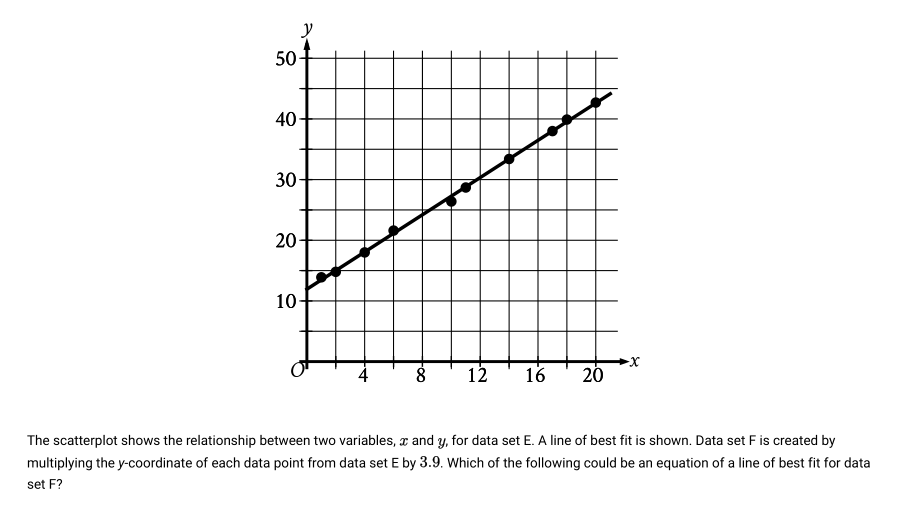 y
50
40
30
20
10
O
4 8 12 16 20 x
The scatterplot shows the relationship between two variables, x and y, for data set E. A line of best fit is shown. Data set F is created by
multiplying the y-coordinate of each data point from data set E by 3.9. Which of the following could be an equation of a line of best fit for data
set F?